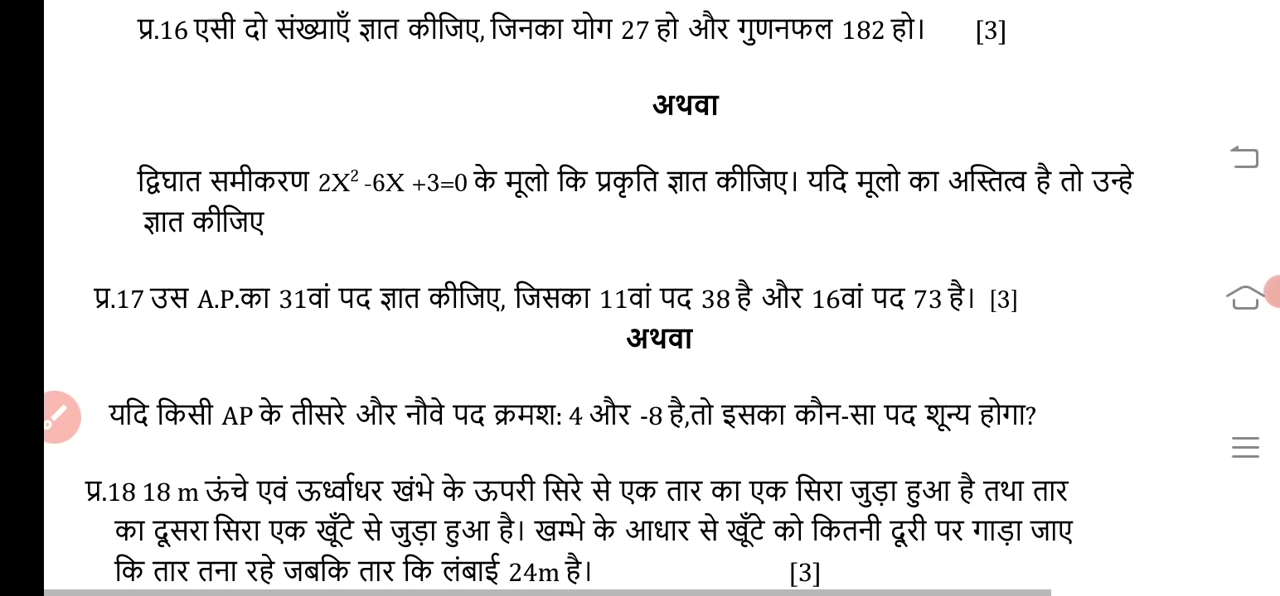 प्र.16 एसी दो संख्याएँ ज्ञात कीजिए, जिनका योग 27 हो और गुणनफल 182 हो। [3]
अथवा
द्विघात समीकरण 2X² -6X +3=0 के मूलो कि प्रकृति ज्ञात कीजिए। यदि मूलो का अस्तित्व है तो उन्हे
ज्ञात कीजिए
प्र.17 उस A.P.का 31वां पद ज्ञात कीजिए, जिसका 11वां पद 38 है और 16वां पद 73 है। [3]
अथवा
यदि किसी AP के तीसरे और नौवे पद क्रमश: 4 और -8 है,तो इसका कौन-सा पद शून्य होगा?
प्र.18 18 m ऊंचे एवं ऊर्ध्वाधर खंभे के ऊपरी सिरे से एक तार का एक सिरा जुड़ा हुआ है तथा तार
का दूसरा सिरा एक खूँटे से जुड़ा हुआ है। खम्भे के आधार से खूँटे को कितनी दूरी पर गाड़ा जाए
कि तार तना रहे जबकि तार कि लंबाई 24m है। [3]